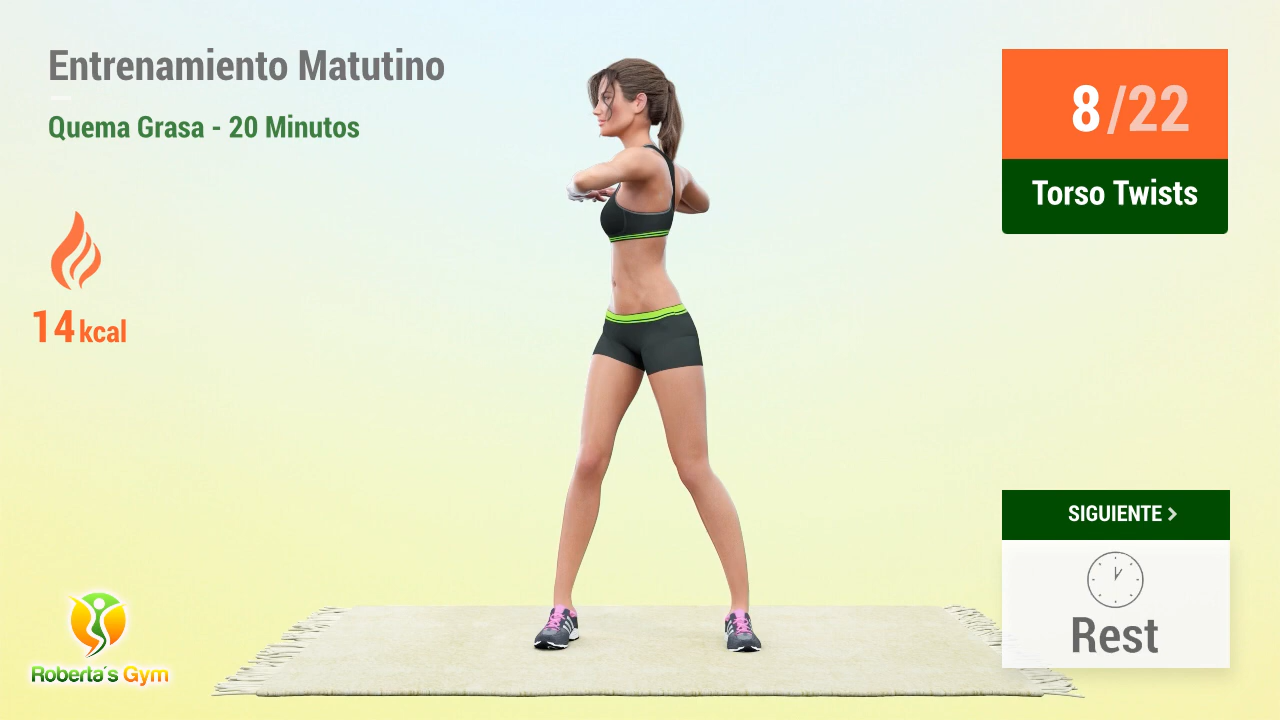 Entrenamiento Matutino
Quema Grasa - 20 Minutos
8/22
Torso Twists
14 kcal
SIGUIENTE >
Rest
Roberta´s Gym